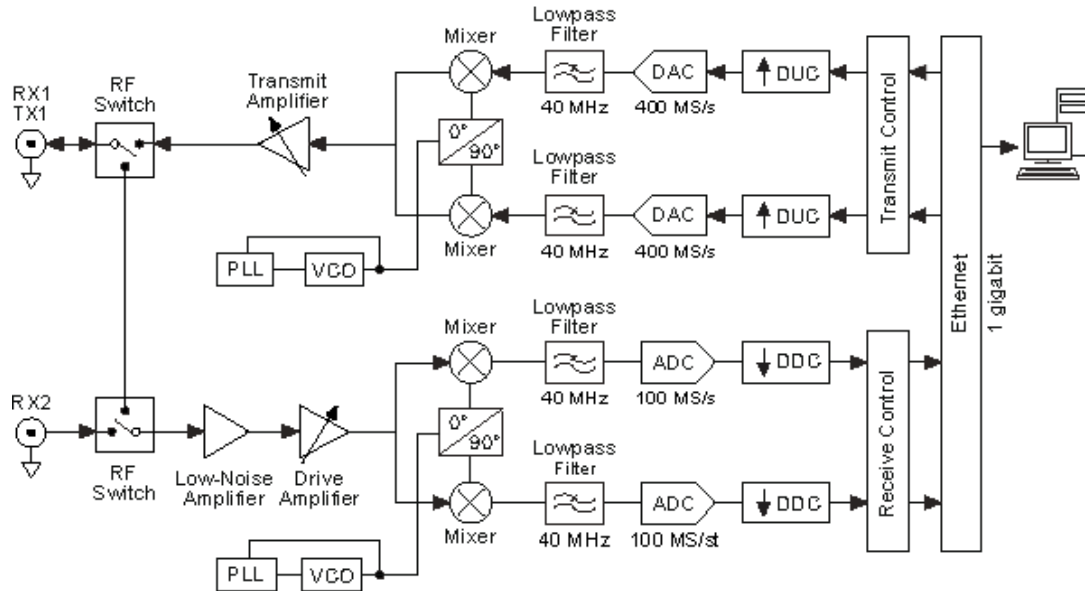 Lowpass
Filter
Mixer
DAC
DUC
40 MHz
400 MS/s
RX1
TX1
RF
Switch
Transmit
Amplifier
0°
90°
Lowpass
Filter
DAC
DUC
Mixer
40 MHz
400 MS/s
PLL
VCO
Transmit Control
Ethernet
1 gigabit
Lowpass
Filter
Mixer
ADC
DDC
40 MHz
100 MS/s
RX2
RF
Switch
Low-Noise
Amplifier
Drive
Amplifier
0°
90°
Lowpass
Filter
ADC
DDC
Mixer
40 MHz
100 MS/st
PLL
VCO
Receive Control